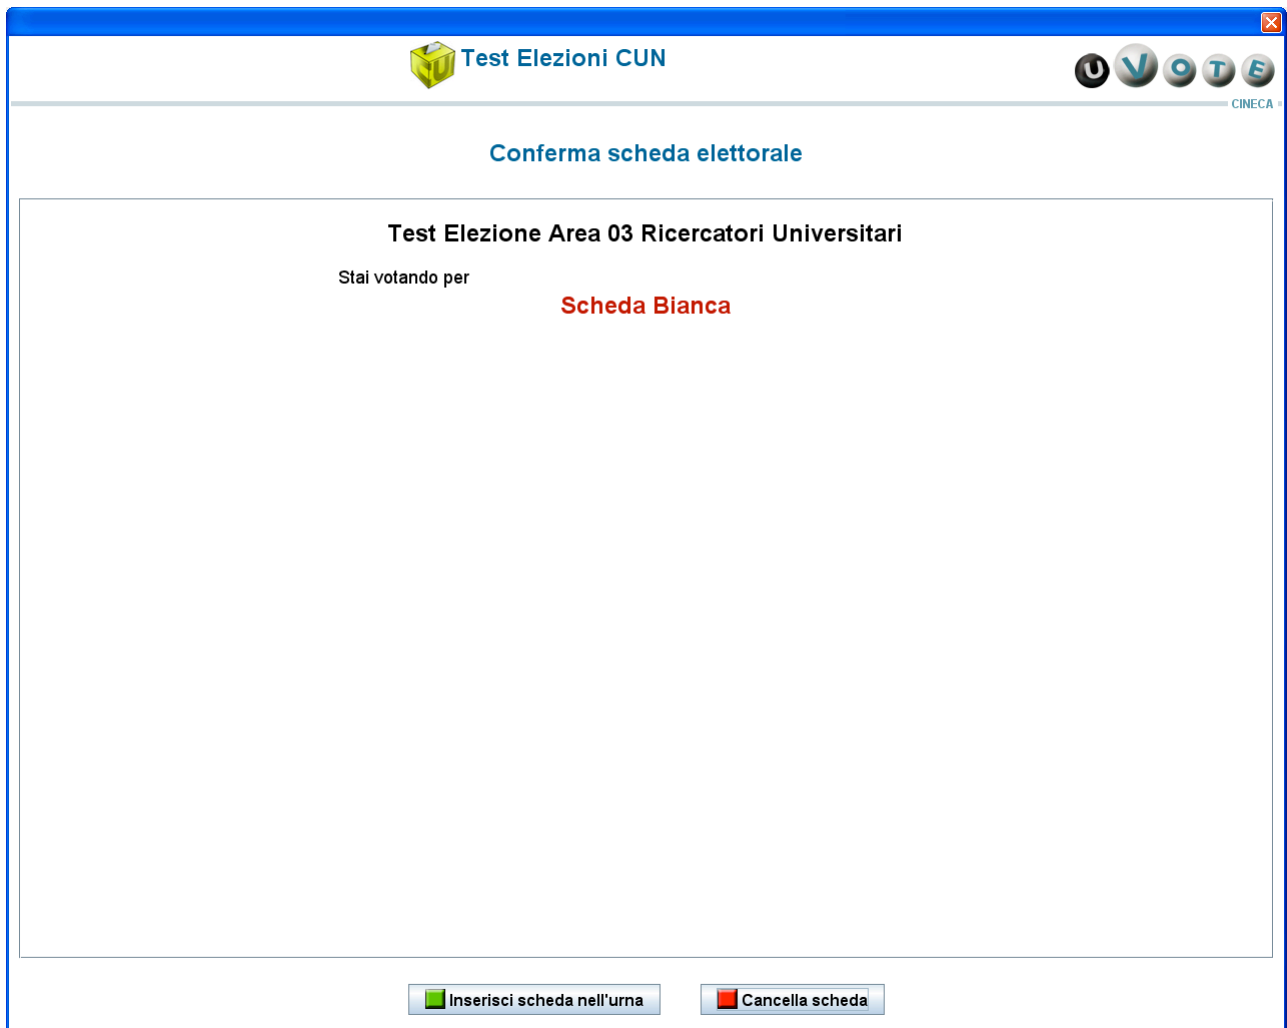 Test Elezioni CUN
U VOTE
CINECA
Conferma scheda elettorale
Test Elezione Area 03 Ricercatori Universitari
Stai votando per
Scheda Bianca
Inserisci scheda nell'urna
Cancella scheda